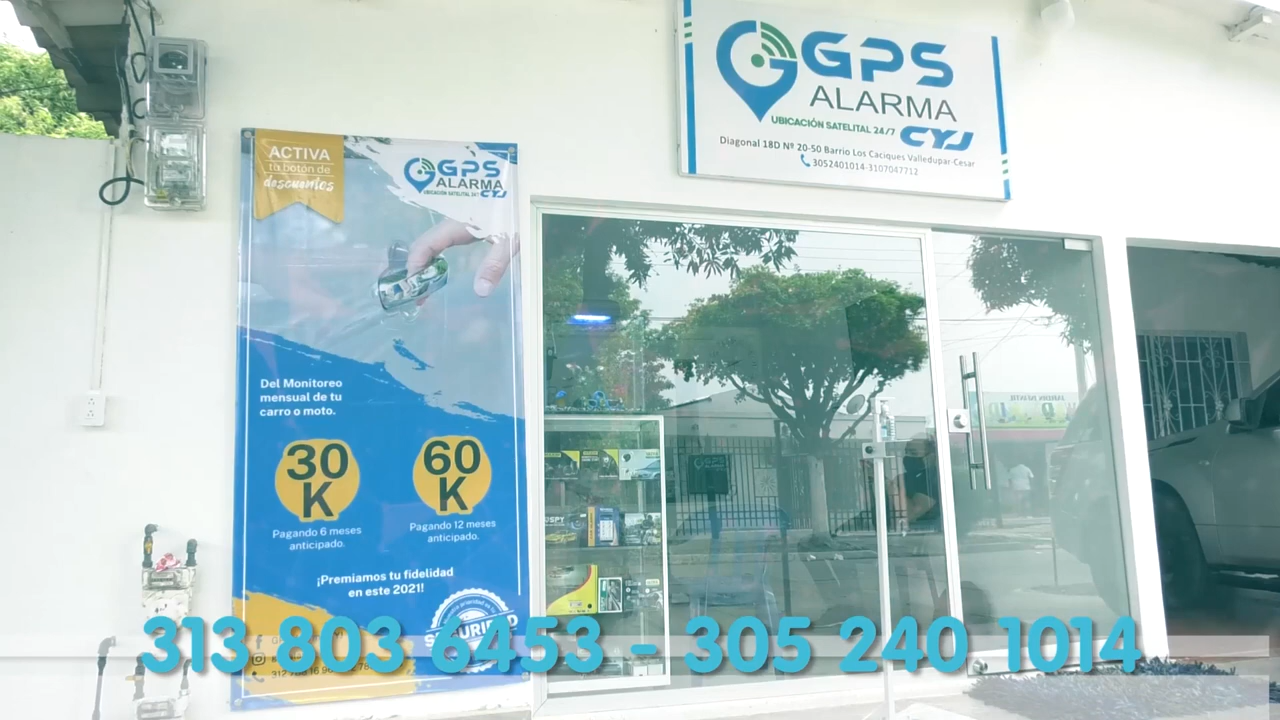 GPS
ALARMA
UBICACIÓN SATELITAL 24/7
CYJ
Diagonal 18D Nº 20-50 Barrio Los Caciques Valledupar-Cesar
3052401014-3107047712
ACTIVA
tu botón de
descuentos
GPS
ALARMA
UBICACIÓN SATELITAL 24/7
CYJ
Del Monitoreo
mensual de tu
carro o moto.
30
K
60
K
Pagando 6 meses
anticipado.
Pagando 12 meses
anticipado.
¡Premiamos tu fidelidad
en este 2021!
GPS
313 803 6453 - 305 240 1014